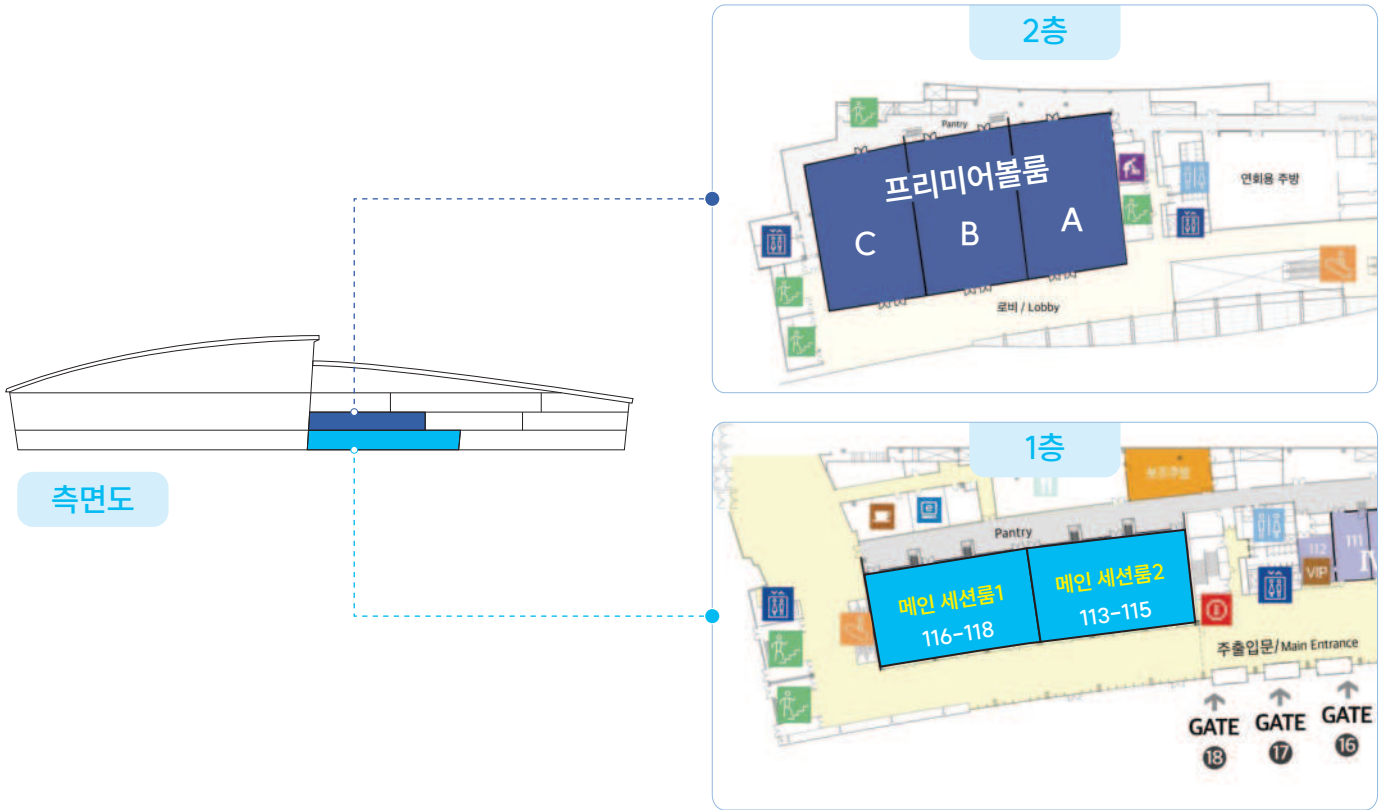 2층
Pantry
프리미어볼룸
C
B
A
연회용 주방
로비 / Lobby
측면도
1층
Pantry
메인 세션룸1
116-118
메인 세션룸2
113-115
112
VIP
111
주출입문/Main Entrance
GATE
18
GATE
17
GATE
16